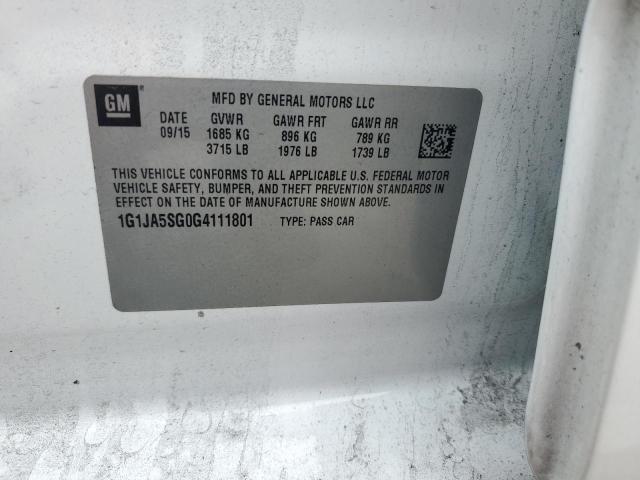 GM
MFD BY GENERAL MOTORS LLC
DATE GVWR GAWR FRT GAWR RR
09/15 1685 KG 896 KG 789 KG
3715 LB 1976 LB 1739 LB
THIS VEHICLE CONFORMS TO ALL APPLICABLE U.S. FEDERAL MOTOR
VEHICLE SAFETY, BUMPER, AND THEFT PREVENTION STANDARDS IN
EFFECT ON THE DATE OF MANUFACTURE SHOWN ABOVE.
1G1JA5SG0G4111801 TYPE: PASS CAR